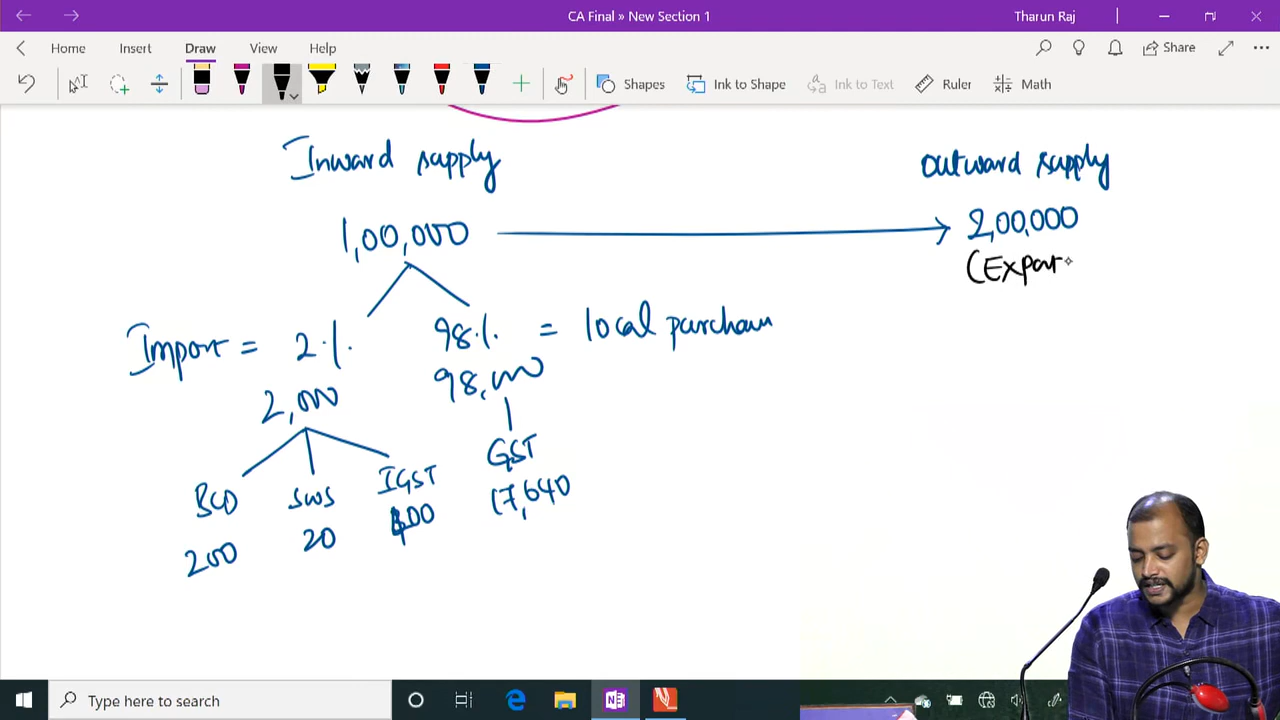 CA Final » New Section 1
Tharun Raj
Home Insert Draw View Help
Share
Shapes
Ink to Shape
Ink to Text
Ruler
Math
Inward supply
outward supply
1,00,000
2,00,000
(Export
Import = 2%.
98%. = local purchase
2,000
98,000
BCD
SWS
IGST
GST
200
20
400
17,640
Type here to search